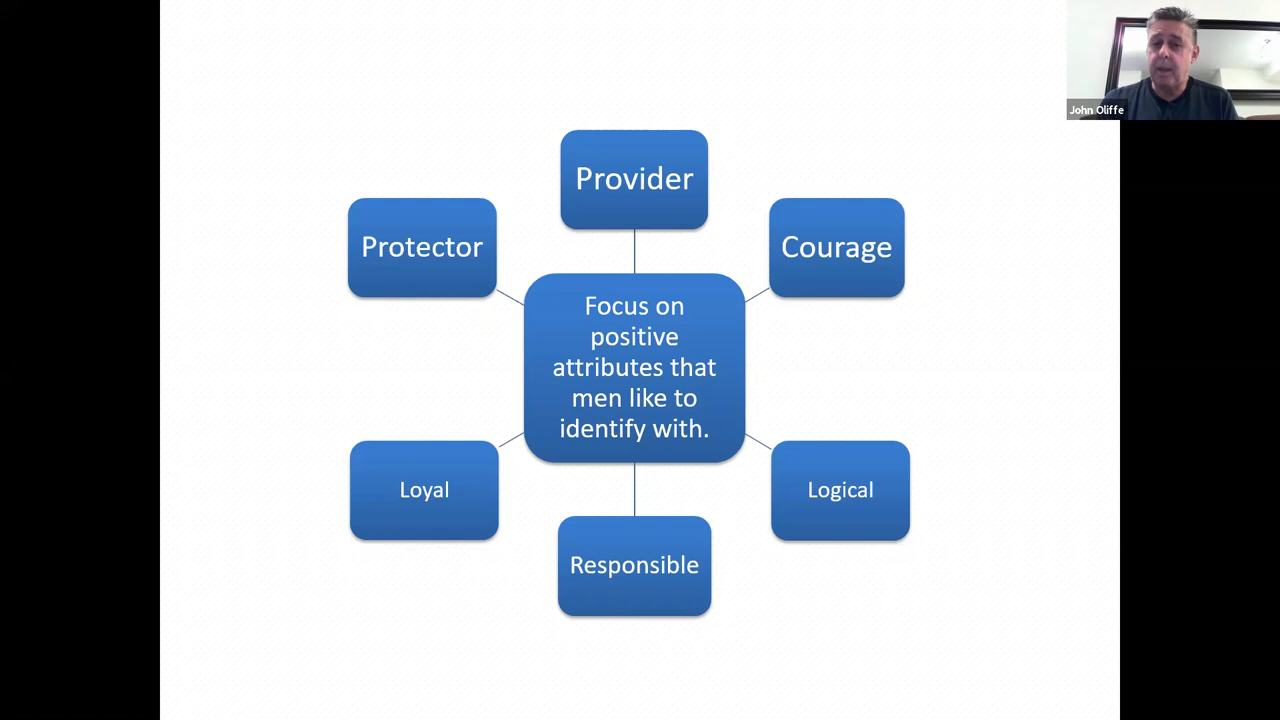 John Oliffe
Provider
Protector
Courage
Focus on
positive
attributes that
men like to
identify with.
Loyal
Logical
Responsible